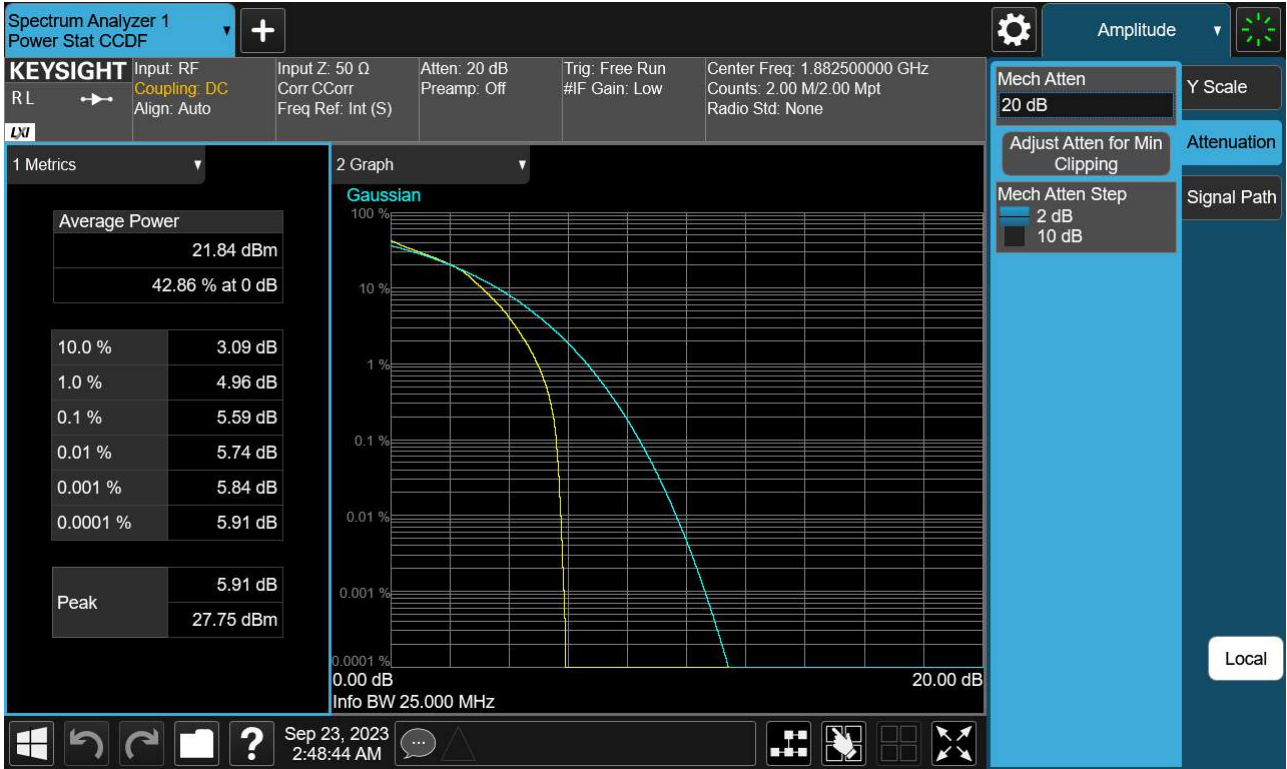 Spectrum Analyzer 1
Power Stat CCDF
Amplitude
KEYSIGHT
RL
LXI
Input: RF
Coupling: DC
Align: Auto
Input Z: 50 Ω
Corr CCorr
Freq Ref: Int (S)
Atten: 20 dB
Preamp: Off
Trig: Free Run
#IF Gain: Low
Center Freq: 1.882500000 GHz
Counts: 2.00 M/2.00 Mpt
Radio Std: None
1 Metrics
Average Power
21.84 dBm
42.86 % at 0 dB
10.0 % 3.09 dB
1.0 % 4.96 dB
0.1 % 5.59 dB
0.01 % 5.74 dB
0.001 % 5.84 dB
0.0001 % 5.91 dB
Peak
5.91 dB
27.75 dBm
2 Graph
Gaussian
100 %
10 %
1 %
0.1 %
0.01 %
0.001 %
0.0001 %
0.00 dB 20.00 dB
Info BW 25.000 MHz
Mech Atten
20 dB
Adjust Atten for Min
Clipping
Mech Atten Step
2 dB
10 dB
Y Scale
Attenuation
Signal Path
Local
?
Sep 23, 2023
2:48:44 AM